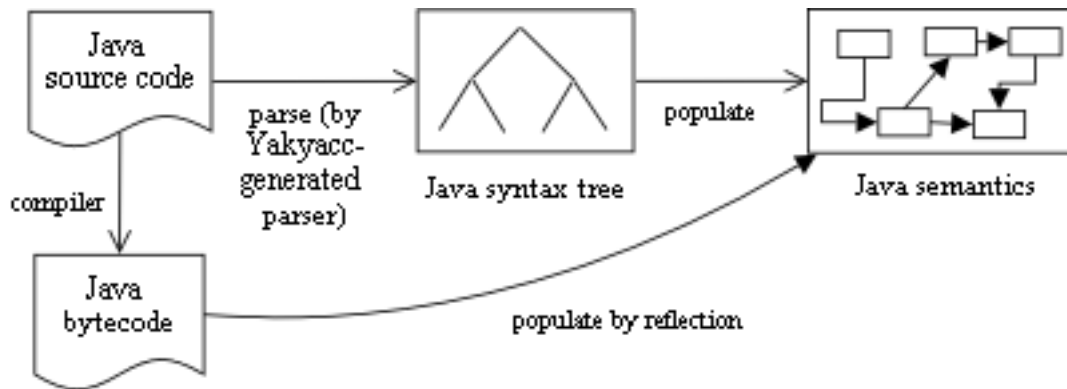 Java
source code
parse (by
Yakyacc-
generated
parser)
Java syntax tree
populate
Java semantics
compiler
Java
bytecode
populate by reflection